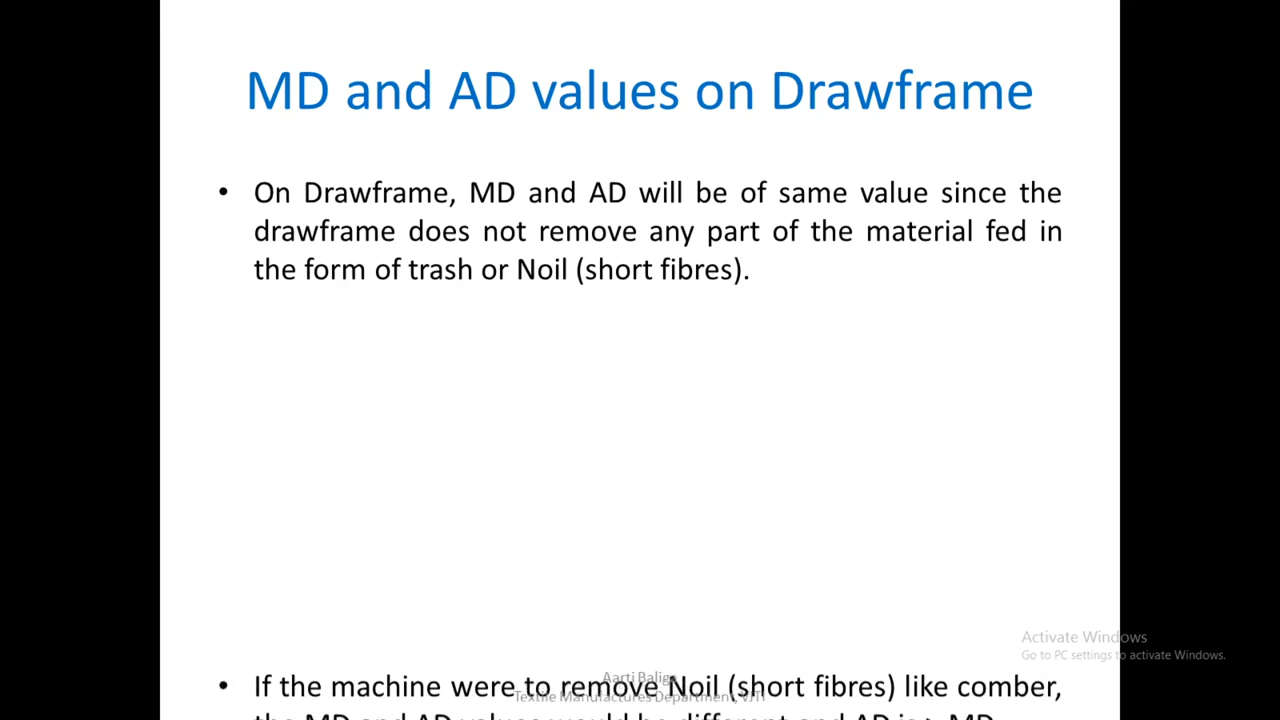 MD and AD values on Drawframe
• On Drawframe, MD and AD will be of same value since the
drawframe does not remove any part of the material fed in
the form of trash or Noil (short fibres).
Activate Windows
Go to PC settings to activate Windows.
Aarti Baliga
• If the machine were to remove Noil (short fibres) like comber,
Textile Manufactures Department, VJTI
the MD and AD values would be different and AD is > MD